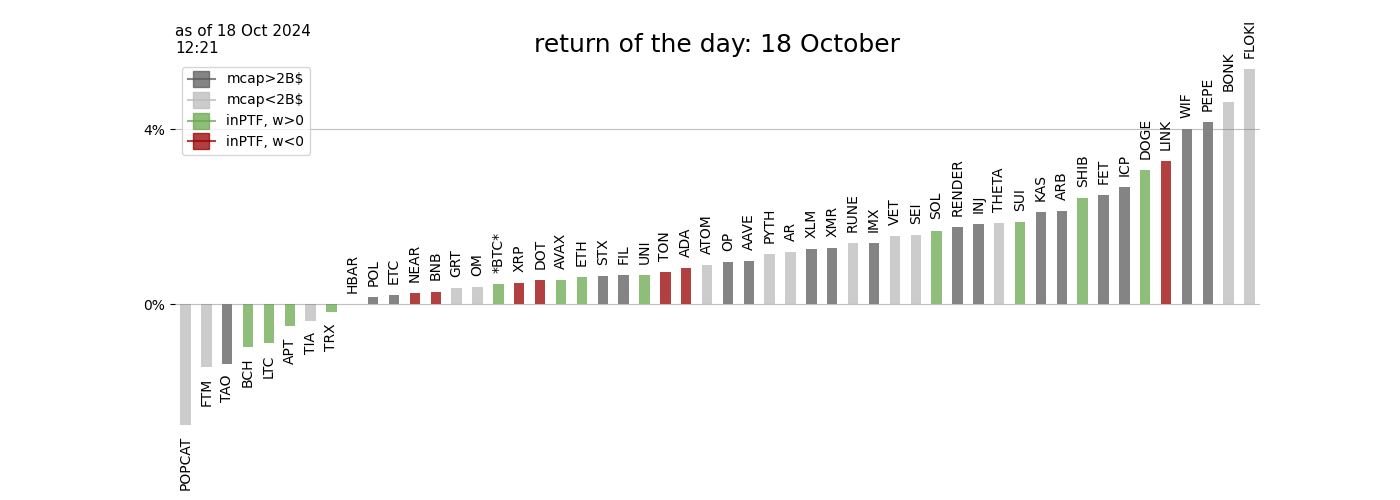 as of 18 Oct 2024
12:21
return of the day: 18 October
mcap>2B$
mcap<2B$
inPTF, w>0
inPTF, w<0
4%
0%
POPCAT
FTM
TAO
BCH
LTC
APT
TIA
TRX
HBAR
POL
ETC
NEAR
BNB
GRT
OM
*BTC*
XRP
DOT
AVAX
ETH
STX
FIL
UNI
TON
ADA
ATOM
OP
AAVE
PYTH
AR
XLM
XMR
RUNE
IMX
VET
SEI
SOL
RENDER
INJ
THETA
SUI
KAS
ARB
SHIB
FET
ICP
DOGE
LINK
WIF
PEPE
BONK
FLOKI